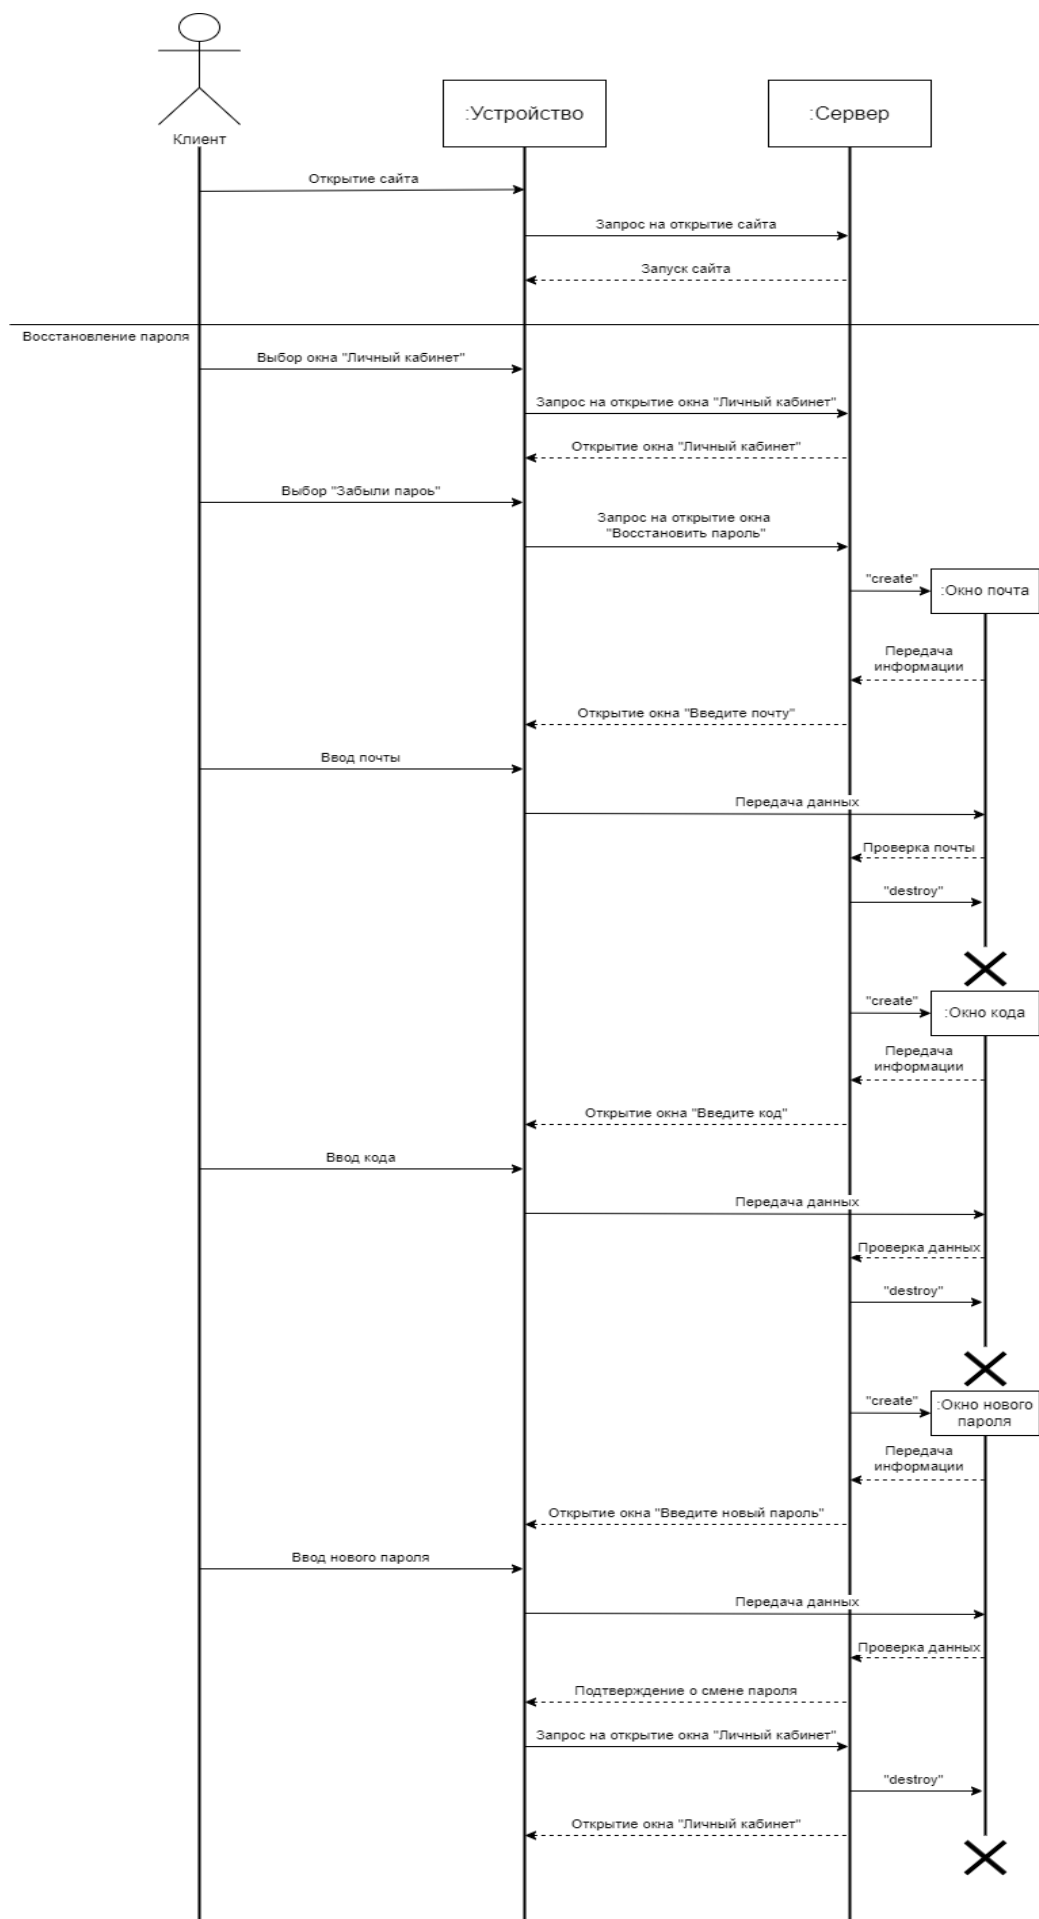 Клиент
:Устройство
:Сервер
Открытие сайта
Запрос на открытие сайта
Запуск сайта
Восстановление пароля
Выбор окна "Личный кабинет"
Запрос на открытие окна "Личный кабинет"
Открытие окна "Личный кабинет"
Выбор "Забыли пароь"
Запрос на открытие окна
"Восстановить пароль"
"create"
:Окно почта
Передача
информации
Открытие окна "Введите почту"
Ввод почты
Передача данных
Проверка почты
"destroy"
"create"
:Окно кода
Передача
информации
Открытие окна "Введите код"
Ввод кода
Передача данных
Проверка данных
"destroy"
"create"
:Окно нового
пароля
Передача
информации
Открытие окна "Введите новый пароль"
Ввод нового пароля
Передача данных
Проверка данных
Подтверждение о смене пароля
Запрос на открытие окна "Личный кабинет"
"destroy"
Открытие окна "Личный кабинет"